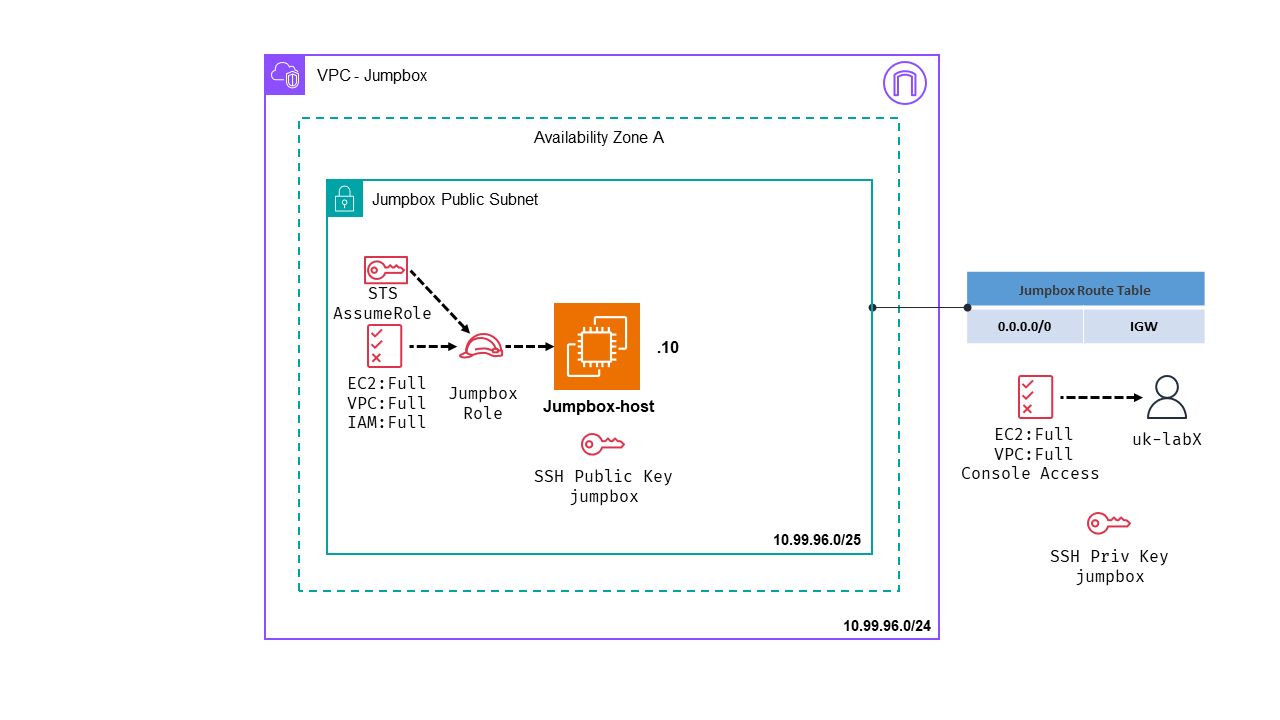 VPC - Jumpbox
Availability Zone A
Jumpbox Public Subnet
STS
AssumeRole
EC2:Full
VPC:Full
IAM:Full
Jumpbox
Role
.10
Jumpbox-host
SSH Public Key
jumpbox
10.99.96.0/25
10.99.96.0/24
Jumpbox Route Table
0.0.0.0/0 IGW
EC2:Full
VPC:Full
Console Access
uk-labX
SSH Priv Key
jumpbox